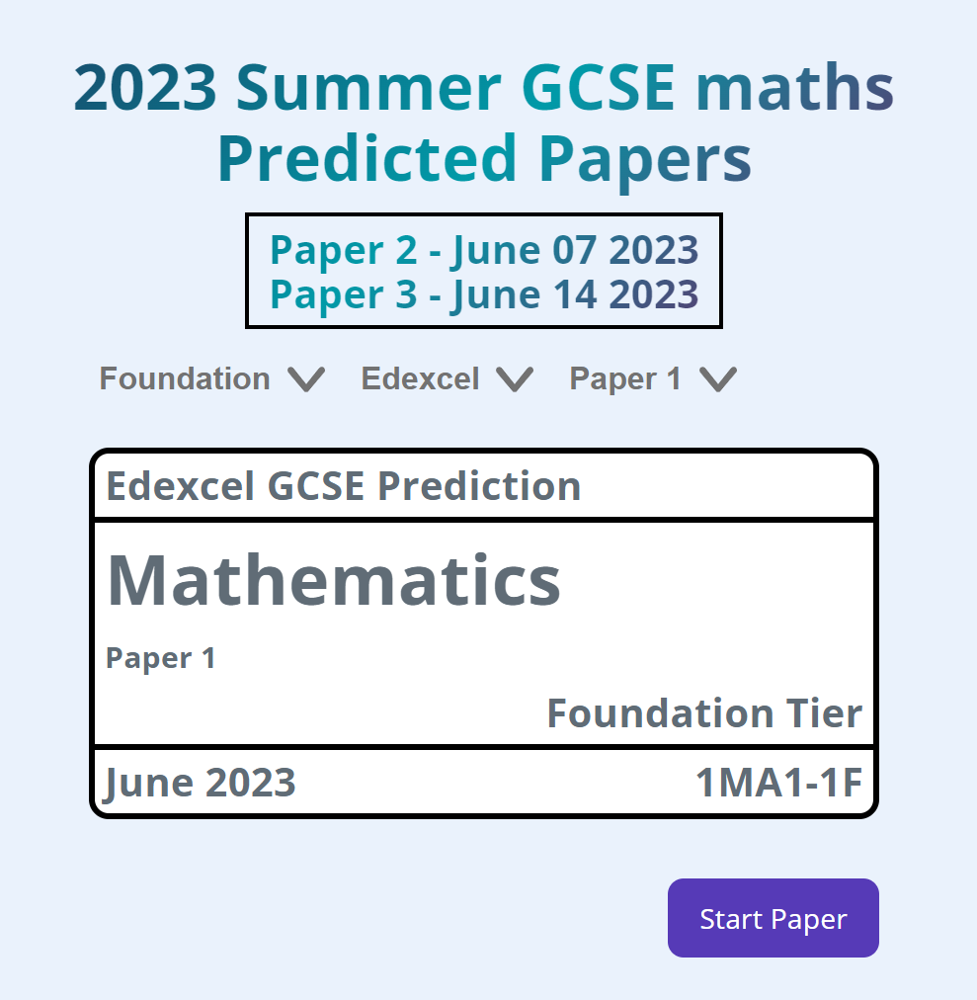 2023 Summer GCSE maths
Predicted Papers
Paper 2 - June 07 2023
Paper 3 - June 14 2023
Foundation Edexcel Paper 1
Edexcel GCSE Prediction
Mathematics
Paper 1
Foundation Tier
June 2023 1MA1-1F
Start Paper